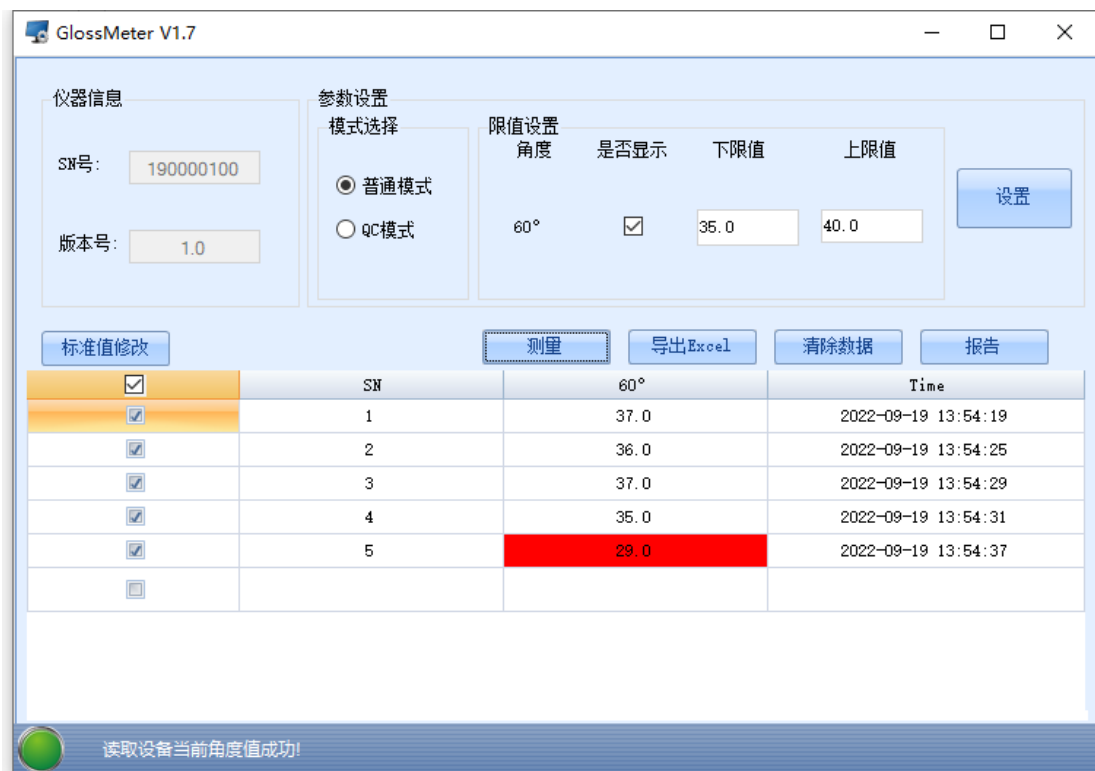 GlossMeter V1.7
仪器信息
SN号: 190000100
版本号: 1.0
参数设置
模式选择
普通模式
QC模式
限值设置
角度 是否显示 下限值 上限值
60° 35.0 40.0
设置
标准值修改 测量 导出Excel 清除数据 报告
SN 60° Time
1 37.0 2022-09-19 13:54:19
2 36.0 2022-09-19 13:54:25
3 37.0 2022-09-19 13:54:29
4 35.0 2022-09-19 13:54:31
5 29.0 2022-09-19 13:54:37
读取设备当前角度值成功!